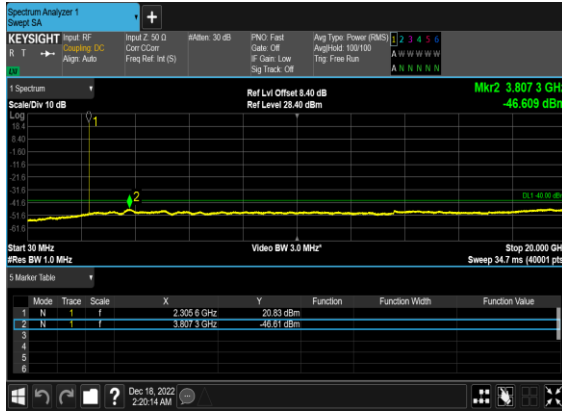 Spectrum Analyzer 1
Swept SA
+
KEYSIGHT Input: RF Input Z: 50 Ω #Atten: 30 dB PNO: Fast Avg Type: Power (RMS) 1 2 3 4 5 6
R T Coupling: DC Corr CCorr Gate: Off Avg|Hold: 100/100 A W W W W W
Align: Auto Freq Ref: Int (S) IF Gain: Low Trig: Free Run
Sig Track: Off A N N N N N
LU
1 Spectrum Ref Lvl Offset 8.40 dB Mkr2 3.807 3 GHz
Scale/Div 10 dB Ref Level 28.40 dBm -46.609 dBm
Log
18.4
8.40
-1.60
-11.6
-21.6
-31.6
-41.6
-51.6
-61.6
1
2
DL1 -40.00 dBm
Start 30 MHz Video BW 3.0 MHz* Stop 20.000 GHz
#Res BW 1.0 MHz Sweep 34.7 ms (40001 pts)
5 Marker Table
Mode Trace Scale X Y Function Function Width Function Value
1 N 1 f 2.305 6 GHz 20.83 dBm
2 N 1 f 3.807 3 GHz -46.61 dBm
3
4
5
6
? Dec 18, 2022
2:20:14 AM